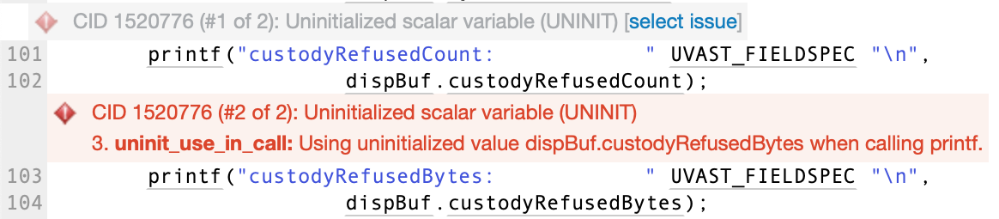 CID 1520776 (#1 of 2): Uninitialized scalar variable (UNINIT) [select issue]
101 printf("custodyRefusedCount: " UVAST_FIELDSPEC "\n",
102 dispBuf.custodyRefusedCount);
CID 1520776 (#2 of 2): Uninitialized scalar variable (UNINIT)
3. uninit_use_in_call: Using uninitialized value dispBuf.custodyRefusedBytes when calling printf.
103 printf("custodyRefusedBytes: " UVAST_FIELDSPEC "\n",
104 dispBuf.custodyRefusedBytes);